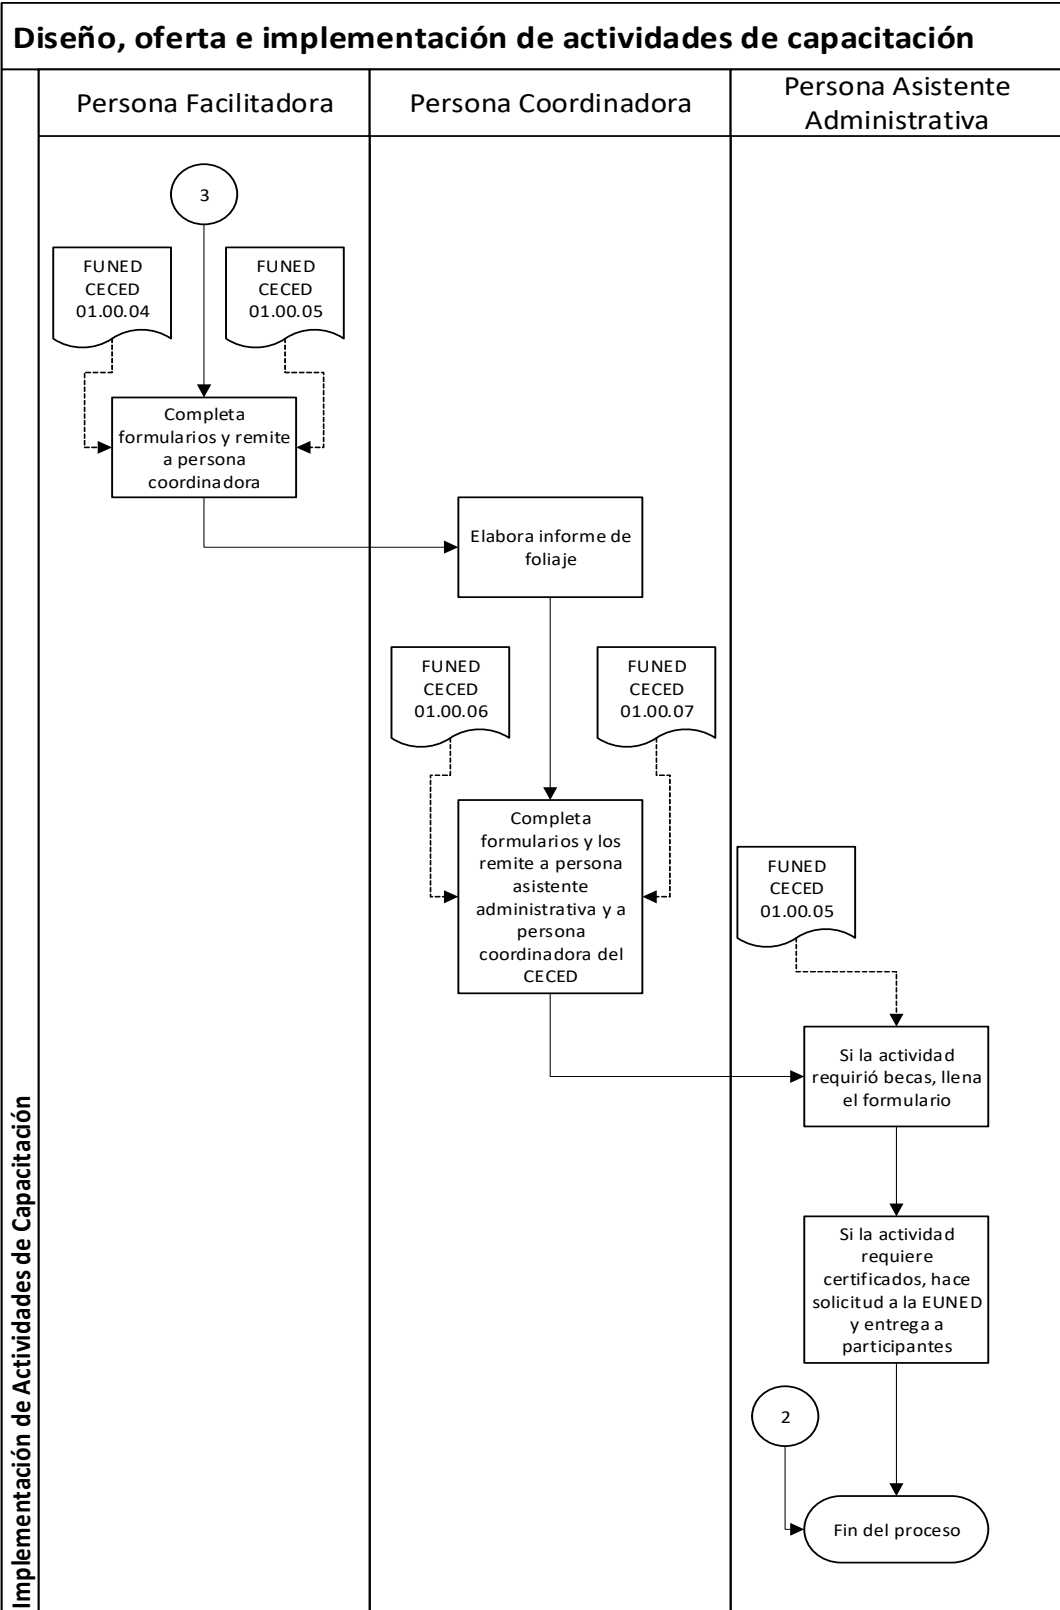 Diseño, oferta e implementación de actividades de capacitación
Persona Facilitadora
Persona Coordinadora
Persona Asistente
Administrativa
Implementación de Actividades de Capacitación
3
FUNED
CECED
01.00.04
FUNED
CECED
01.00.05
Completa
formularios y remite
a persona
coordinadora
Elabora informe de
foliaje
FUNED
CECED
01.00.06
FUNED
CECED
01.00.07
Completa
formularios y los
remite a persona
asistente
administrativa y a
persona
coordinadora del
CECED
FUNED
CECED
01.00.05
Si la actividad
requirió becas, llena
el formulario
Si la actividad
requiere
certificados, hace
solicitud a la EUNED
y entrega a
participantes
2
Fin del proceso